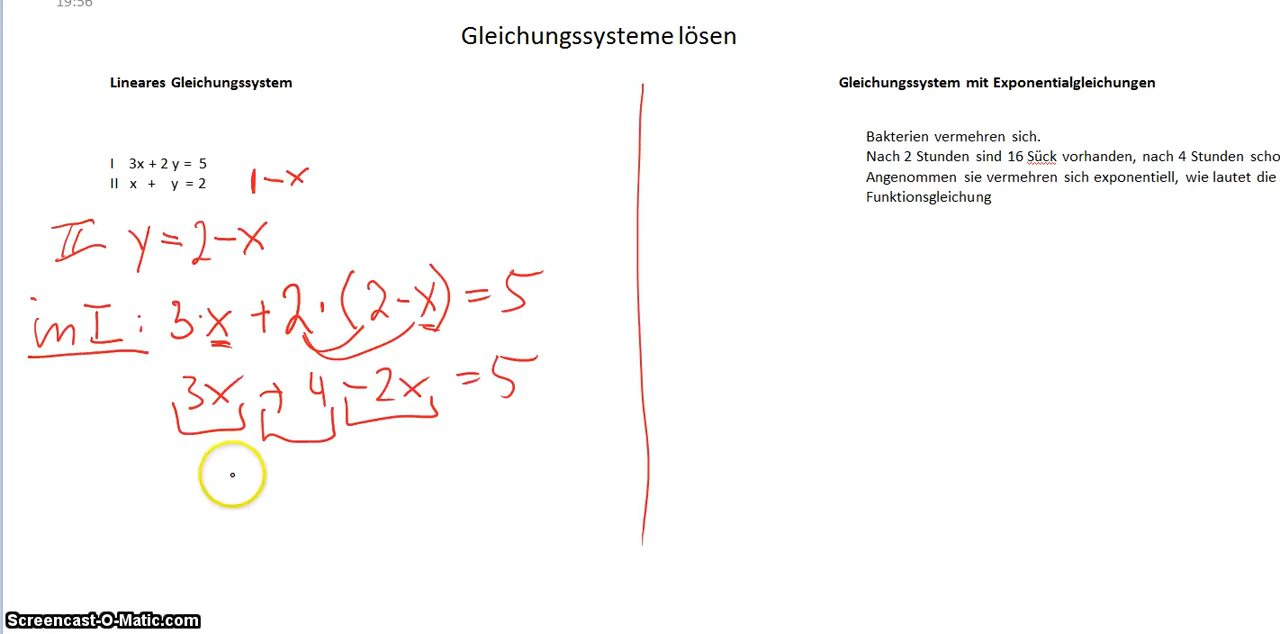 19:56
Gleichungssysteme lösen
Lineares Gleichungssystem
I 3x + 2 y = 5
II x + y = 2
| - x
II y = 2 - x
in I : 3 · x + 2 · (2 - x) = 5
3x + 4 - 2x = 5
Gleichungssystem mit Exponentialgleichungen
Bakterien vermehren sich.
Nach 2 Stunden sind 16 Sück vorhanden, nach 4 Stunden scho
Angenommen sie vermehren sich exponentiell, wie lautet die
Funktionsgleichung
Screencast-O-Matic.com